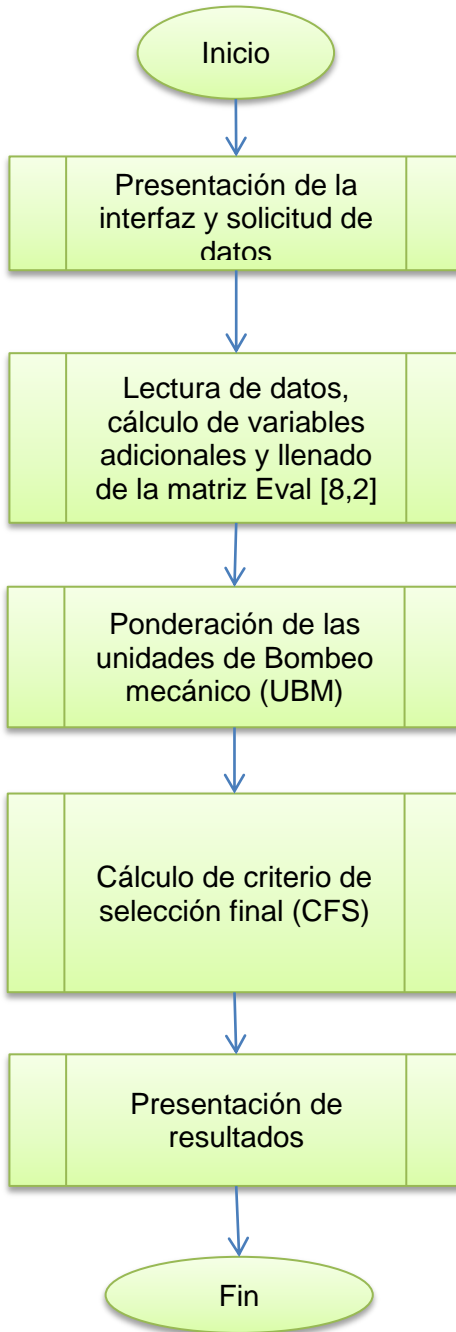 Inicio
Presentación de la
interfaz y solicitud de
datos
Lectura de datos,
cálculo de variables
adicionales y llenado
de la matriz Eval [8,2]
Ponderación de las
unidades de Bombeo
mecánico (UBM)
Cálculo de criterio de
selección final (CFS)
Presentación de
resultados
Fin